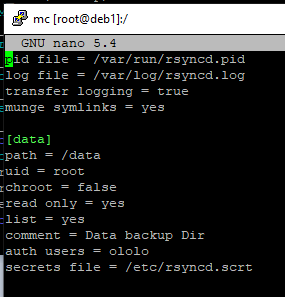 mc [root@deb1]:/
GNU nano 5.4
pid file = /var/run/rsyncd.pid
log file = /var/log/rsyncd.log
transfer logging = true
munge symlinks = yes
[data]
path = /data
uid = root
chroot = false
read only = yes
list = yes
comment = Data backup Dir
auth users = ololo
secrets file = /etc/rsyncd.scrt